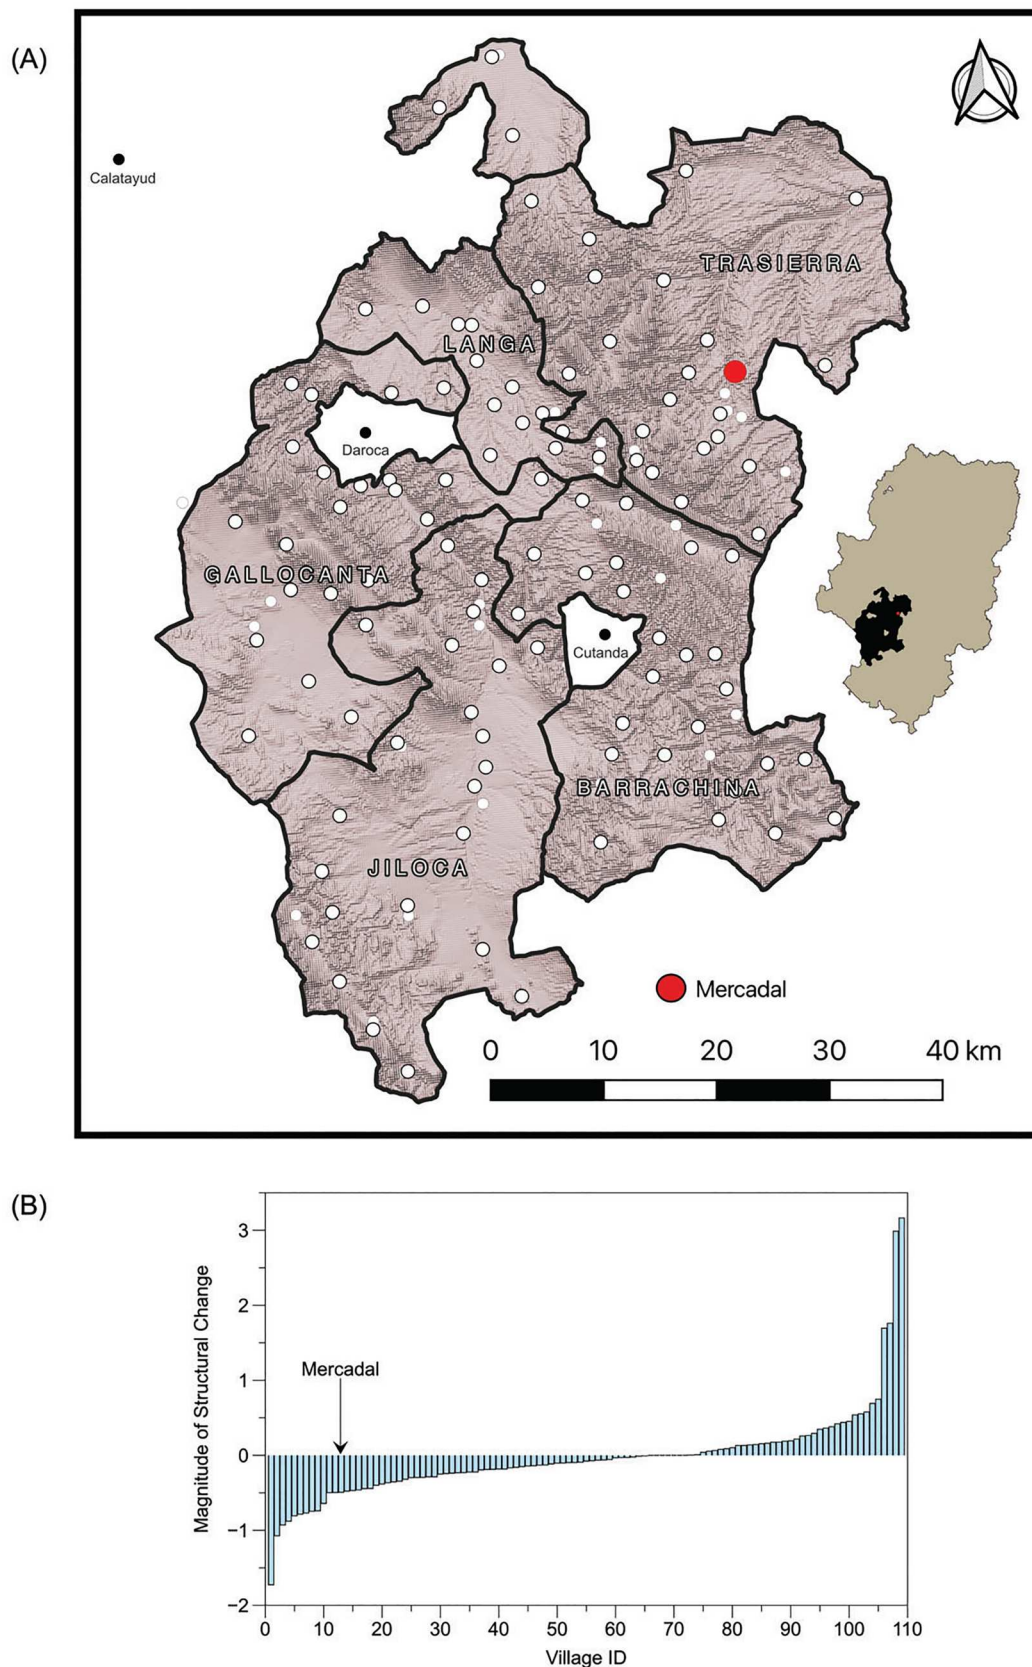 (A)
Calatayud
TRASIERRA
LANGA
Daroca
GALLOCANTA
Cutanda
BARRACHINA
JILOCA
Mercadal
0 10 20 30 40 km
(B)
Magnitude of Structural Change
3
2
1
0
−1
−2
Mercadal
0 10 20 30 40 50 60 70 80 90 100 110
Village ID